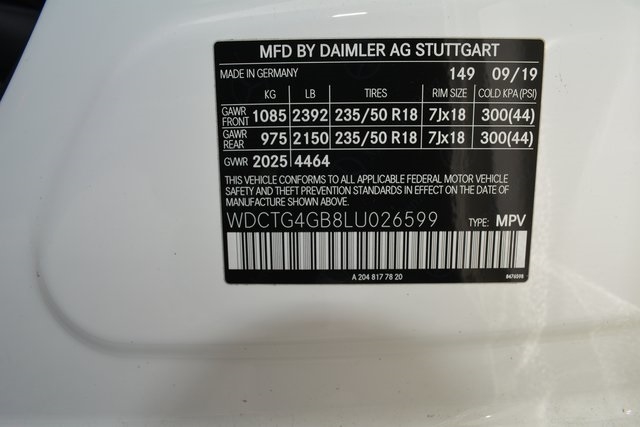 MFD BY DAIMLER AG STUTTGART
MADE IN GERMANY 149 09/19
KG LB TIRES RIM SIZE COLD KPA(PSI)
GAWR FRONT 1085 2392 235/50 R18 7Jx18 300(44)
GAWR REAR 975 2150 235/50 R18 7Jx18 300(44)
GVWR 2025 4464
THIS VEHICLE CONFORMS TO ALL APPLICABLE FEDERAL MOTOR VEHICLE
SAFETY AND THEFT PREVENTION STANDARDS IN EFFECT ON THE DATE OF
MANUFACTURE SHOWN ABOVE.
WDCTG4GB8LU026599 TYPE: MPV
A 204 817 78 20